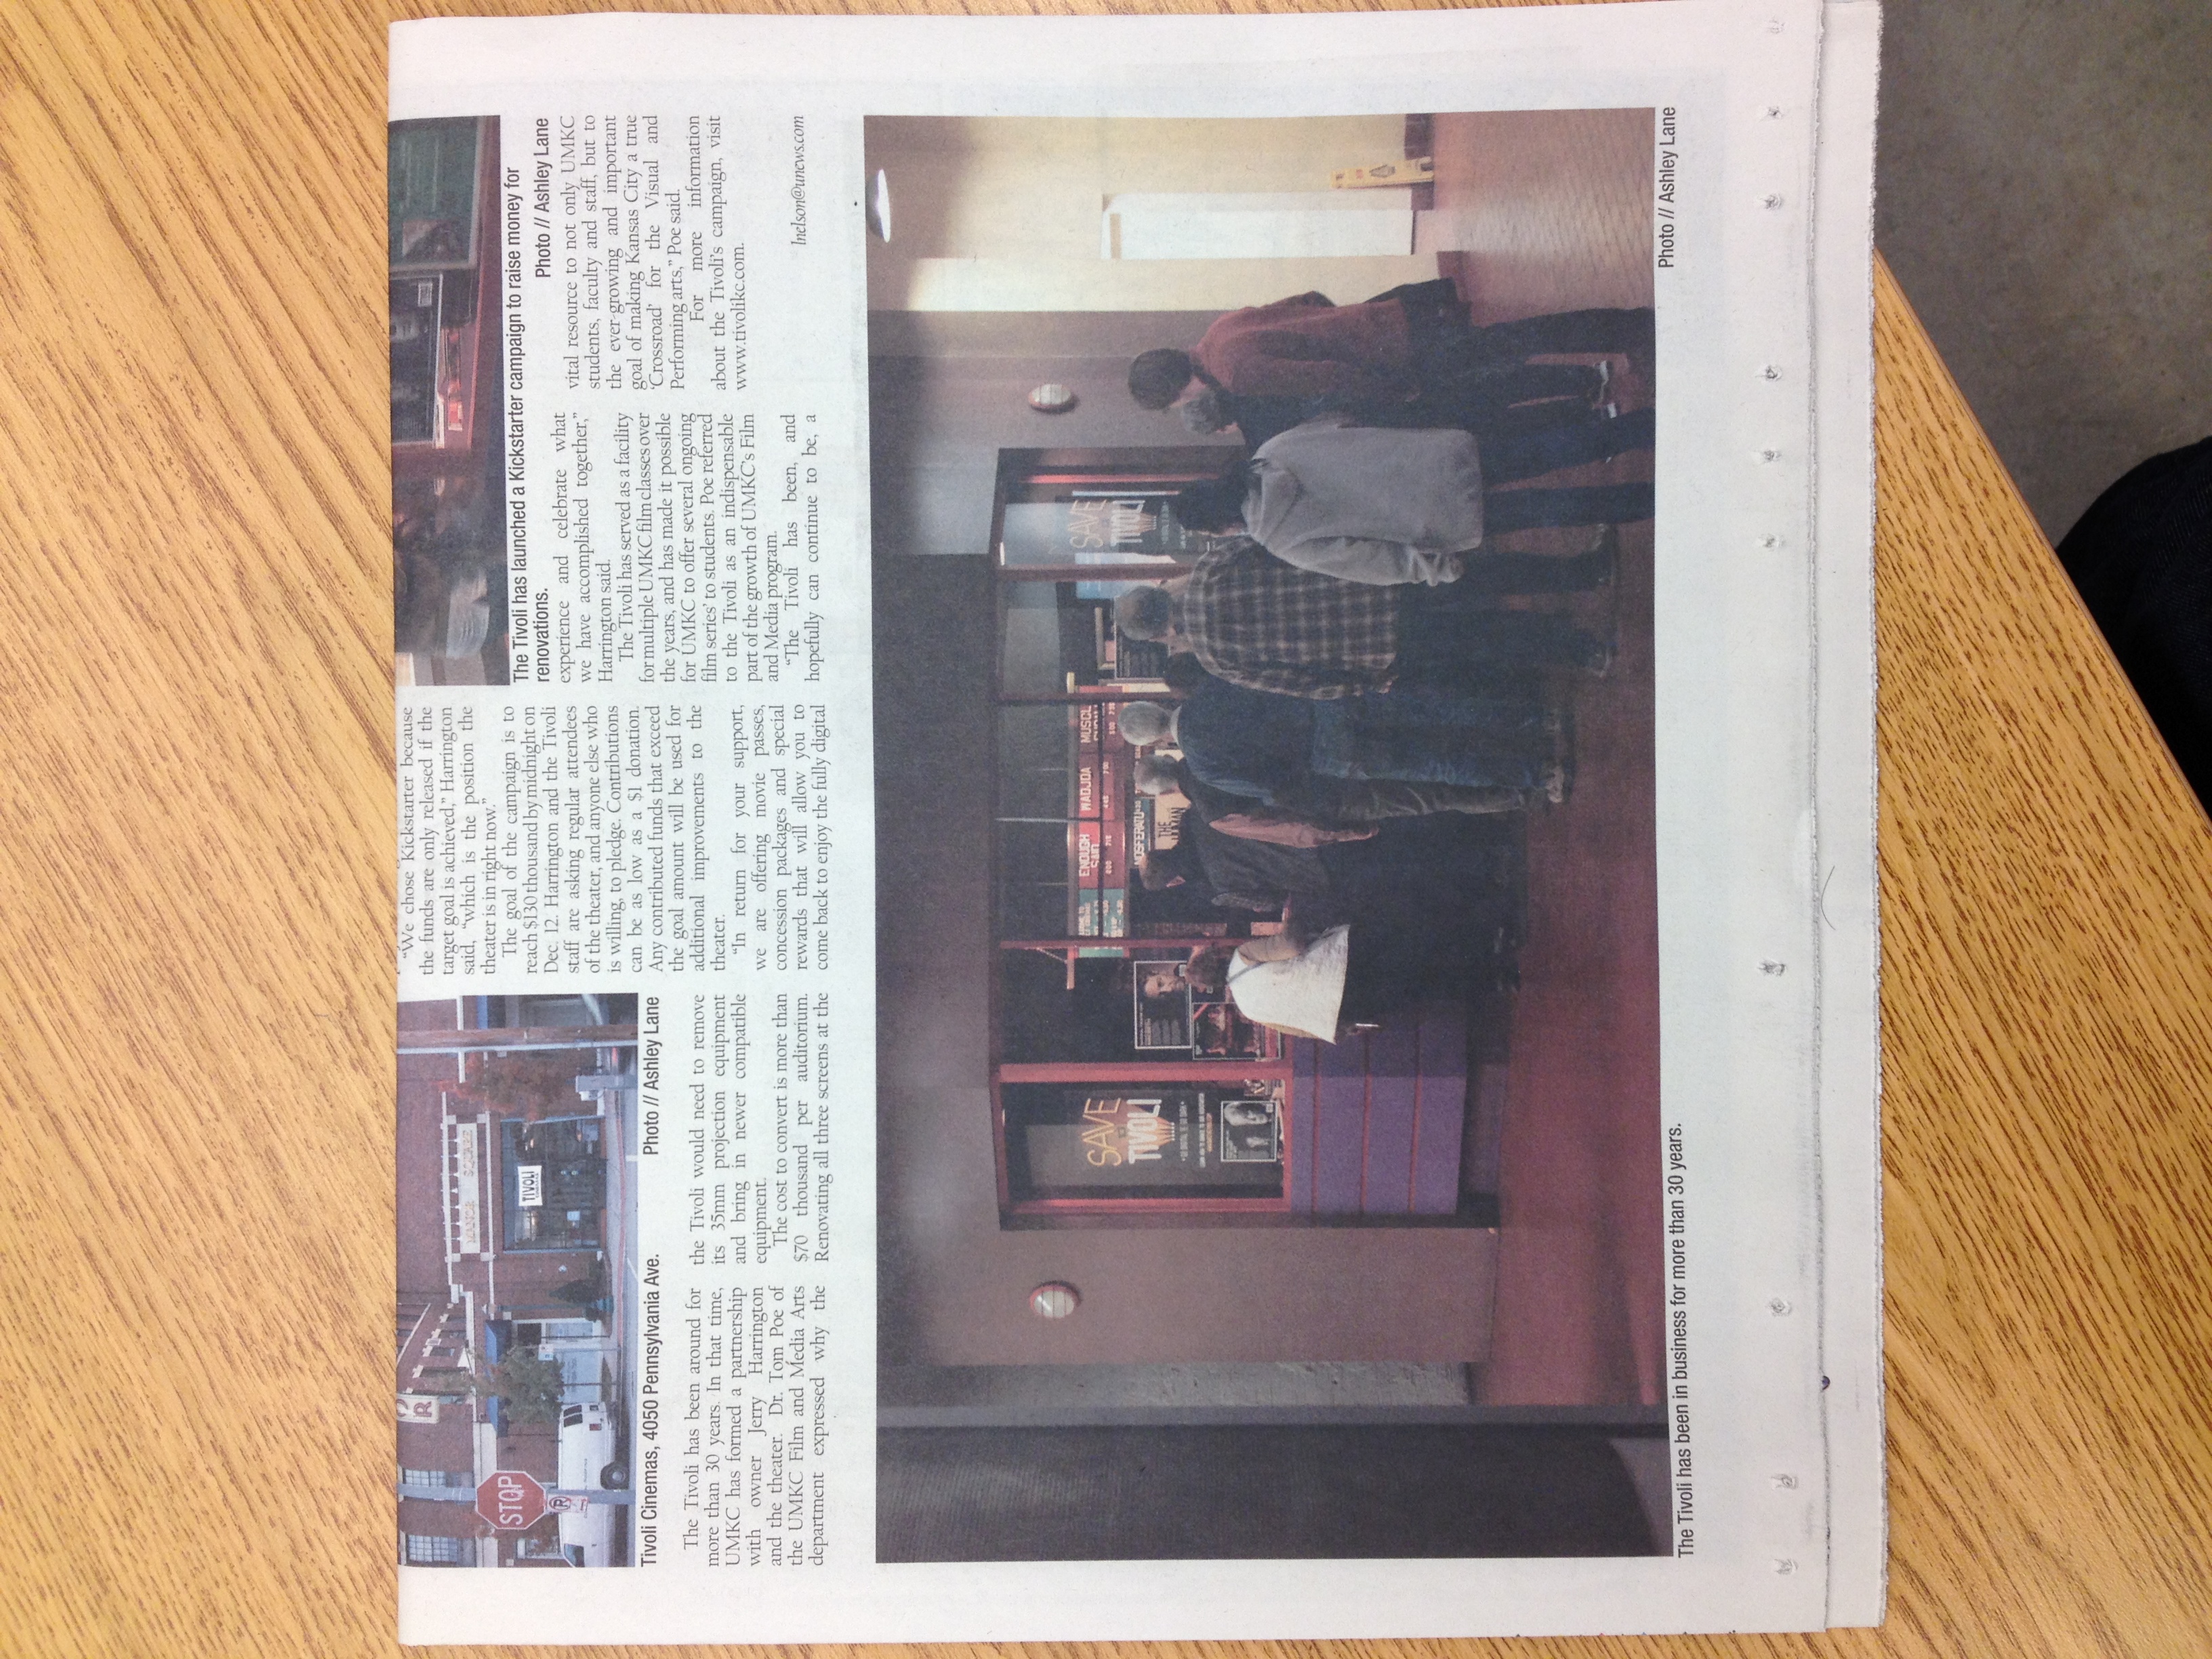 STOP
MANOR SQUARE
TIVOLI
Tivoli Cinemas, 4050 Pennsylvania Ave.
Photo // Ashley Lane
The Tivoli has been around for
more than 30 years. In that time,
UMKC has formed a partnership
with owner Jerry Harrington
and the theater. Dr. Tom Poe of
the UMKC Film and Media Arts
department expressed why the
the Tivoli would need to remove
its 35mm projection equipment
and bring in newer compatible
equipment.
The cost to convert is more than
$70 thousand per auditorium.
Renovating all three screens at the
"We chose Kickstarter because
the funds are only released if the
target goal is achieved," Harrington
said, "which is the position the
theater is in right now."
The goal of the campaign is to
reach $130 thousand by midnight on
Dec. 12. Harrington and the Tivoli
staff are asking regular attendees
of the theater, and anyone else who
is willing, to pledge. Contributions
can be as low as a $1 donation.
Any contributed funds that exceed
the goal amount will be used for
additional improvements to the
theater.
"In return for your support,
we are offering movie passes,
concession packages and special
rewards that will allow you to
come back to enjoy the fully digital
The Tivoli has launched a Kickstarter campaign to raise money for
renovations.
Photo // Ashley Lane
experience and celebrate what
we have accomplished together,"
Harrington said.
The Tivoli has served as a facility
for multiple UMKC film classes over
the years, and has made it possible
for UMKC to offer several ongoing
film series' to students. Poe referred
to the Tivoli as an indispensable
part of the growth of UMKC's Film
and Media program.
"The Tivoli has been, and
hopefully can continue to be, a
vital resource to not only UMKC
students, faculty and staff, but to
the ever-growing and important
goal of making Kansas City a true
'Crossroad' for the Visual and
Performing arts," Poe said.
For more information
about the Tivoli's campaign, visit
www.tivolikc.com.
lnelson@unews.com
SAVE
TIVOLI
• GO DIGITAL OR GO DARK •
ENOUGH
SAID
WADJDA
MUSCL
NOSFERATU
THE
HUMAN
SAVE
TIVOLI
The Tivoli has been in business for more than 30 years.
Photo // Ashley Lane